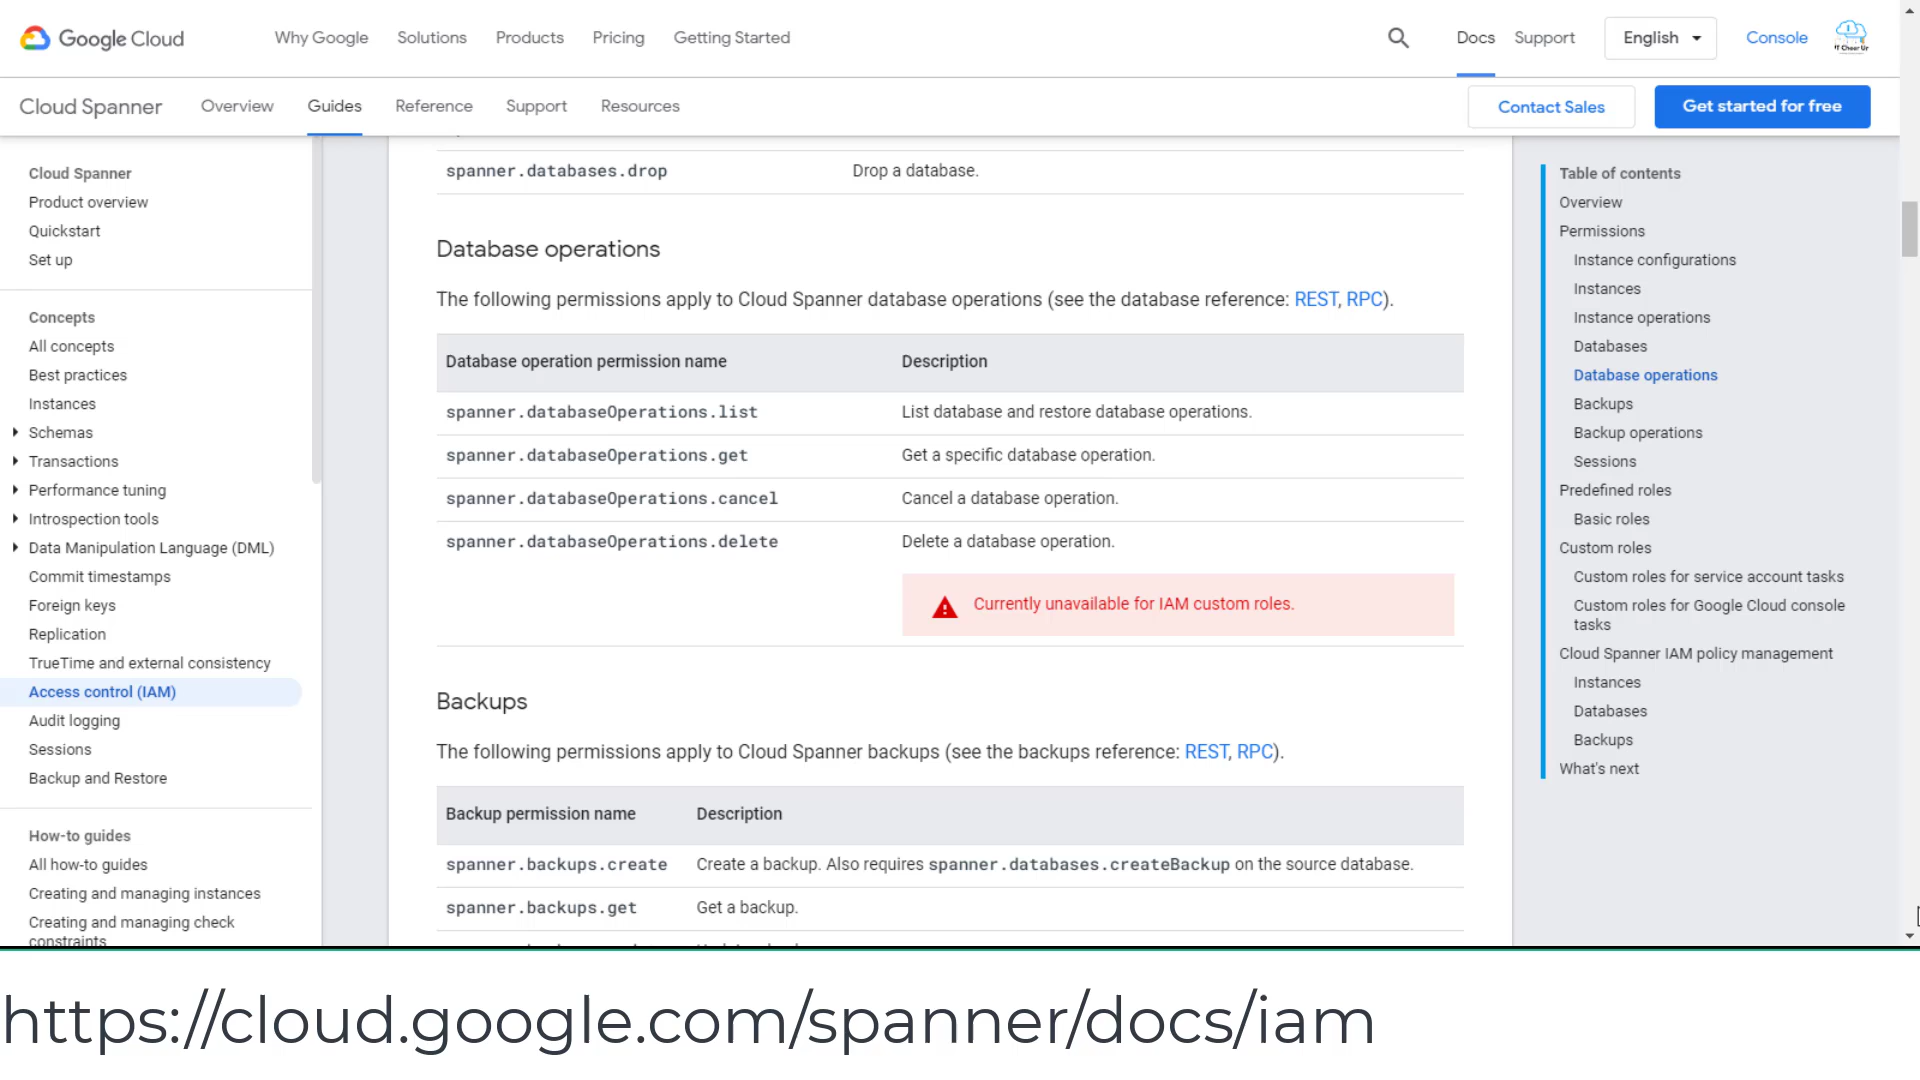 Google Cloud
Why Google
Solutions
Products
Pricing
Getting Started
Docs
Support
English
Console
IT Cheer Up
Cloud Spanner
Overview
Guides
Reference
Support
Resources
Contact Sales
Get started for free
Cloud Spanner
Product overview
Quickstart
Set up
Concepts
All concepts
Best practices
Instances
Schemas
Transactions
Performance tuning
Introspection tools
Data Manipulation Language (DML)
Commit timestamps
Foreign keys
Replication
TrueTime and external consistency
Access control (IAM)
Audit logging
Sessions
Backup and Restore
How-to guides
All how-to guides
Creating and managing instances
Creating and managing check
constraints
spanner.databases.drop Drop a database.
Database operations
The following permissions apply to Cloud Spanner database operations (see the database reference: REST, RPC).
Database operation permission name Description
spanner.databaseOperations.list List database and restore database operations.
spanner.databaseOperations.get Get a specific database operation.
spanner.databaseOperations.cancel Cancel a database operation.
spanner.databaseOperations.delete Delete a database operation.
Currently unavailable for IAM custom roles.
Backups
The following permissions apply to Cloud Spanner backups (see the backups reference: REST, RPC).
Backup permission name Description
spanner.backups.create Create a backup. Also requires spanner.databases.createBackup on the source database.
spanner.backups.get Get a backup.
Table of contents
Overview
Permissions
Instance configurations
Instances
Instance operations
Databases
Database operations
Backups
Backup operations
Sessions
Predefined roles
Basic roles
Custom roles
Custom roles for service account tasks
Custom roles for Google Cloud console
tasks
Cloud Spanner IAM policy management
Instances
Databases
Backups
What's next
https://cloud.google.com/spanner/docs/iam